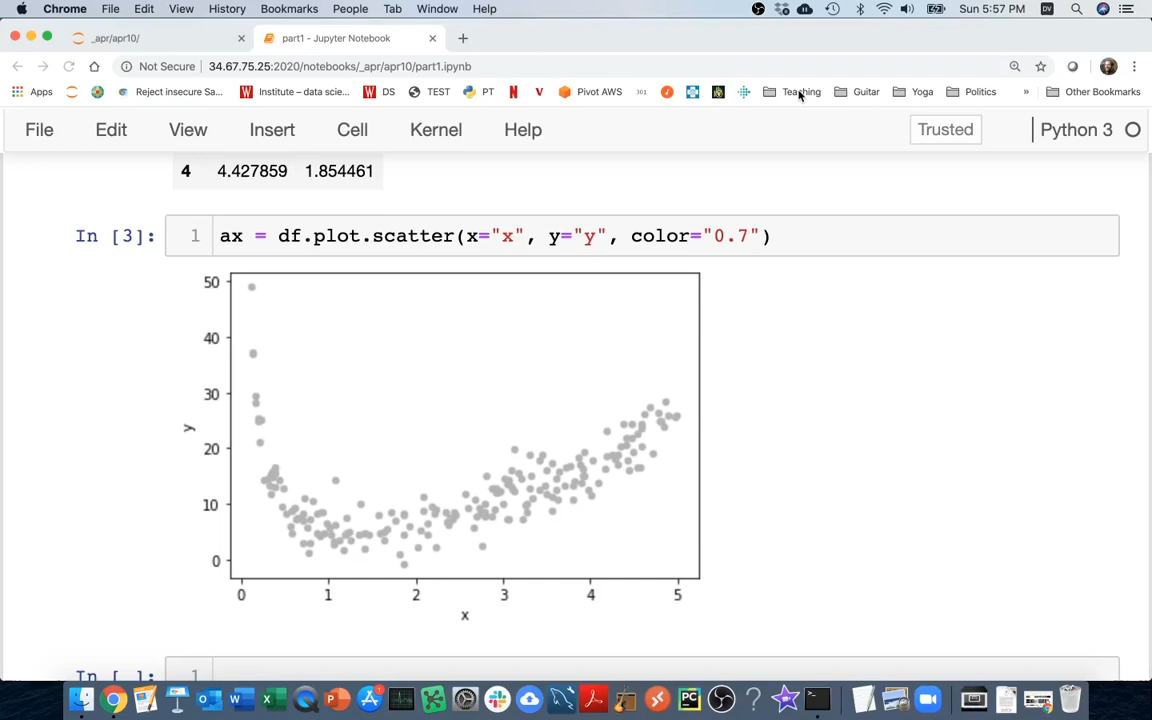 Chrome File Edit View History Bookmarks People Tab Window Help Sun 5:57 PM DV
_apr/apr10/ part1 - Jupyter Notebook
Not Secure 34.67.75.25:2020/notebooks/_apr/apr10/part1.ipynb
Apps Reject insecure Sa... W Institute – data scie... W DS TEST PT N V Pivot AWS 301 Teaching Guitar Yoga Politics » Other Bookmarks
File Edit View Insert Cell Kernel Help Trusted Python 3
4 4.427859 1.854461
In [3]: 1 ax = df.plot.scatter(x="x", y="y", color="0.7")
50
40
30
20
10
0
y
0 1 2 3 4 5
x
In [ ]: 1